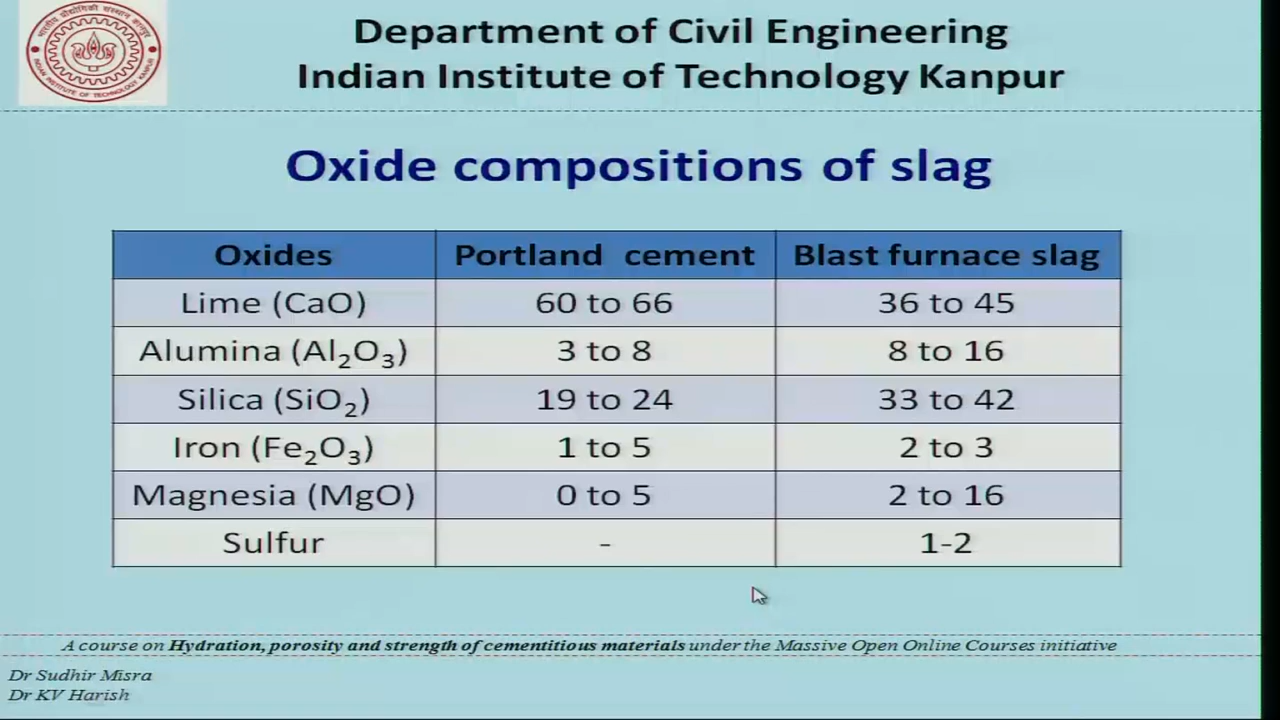 Department of Civil Engineering
Indian Institute of Technology Kanpur
Oxide compositions of slag
Oxides Portland cement Blast furnace slag
Lime (CaO) 60 to 66 36 to 45
Alumina (Al₂O₃) 3 to 8 8 to 16
Silica (SiO₂) 19 to 24 33 to 42
Iron (Fe₂O₃) 1 to 5 2 to 3
Magnesia (MgO) 0 to 5 2 to 16
Sulfur - 1-2
A course on Hydration, porosity and strength of cementitious materials under the Massive Open Online Courses initiative
Dr Sudhir Misra
Dr KV Harish